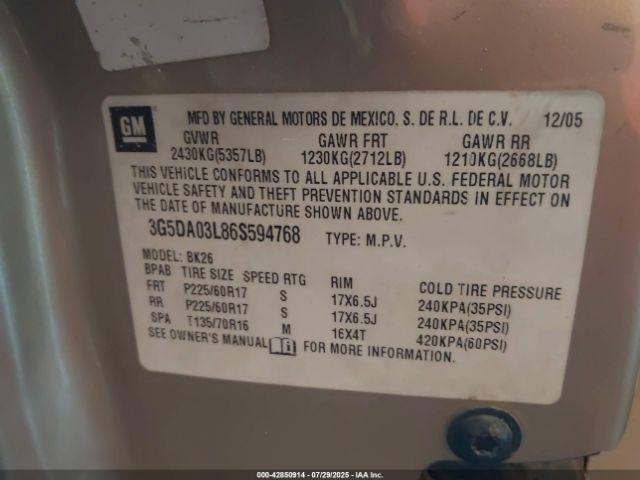 GM
MFD BY GENERAL MOTORS DE MEXICO, S. DE R.L. DE C.V. 12/05
GVWR GAWR FRT GAWR RR
2430KG(5357LB) 1230KG(2712LB) 1210KG(2668LB)
THIS VEHICLE CONFORMS TO ALL APPLICABLE U.S. FEDERAL MOTOR
VEHICLE SAFETY AND THEFT PREVENTION STANDARDS IN EFFECT ON
THE DATE OF MANUFACTURE SHOWN ABOVE.
3G5DA03L86S594768 TYPE: M.P.V.
MODEL: BK26
BPAB TIRE SIZE SPEED RTG RIM COLD TIRE PRESSURE
FRT P225/60R17 S 17X6.5J 240KPA(35PSI)
RR P225/60R17 S 17X6.5J 240KPA(35PSI)
SPA T135/70R16 M 16X4T 420KPA(60PSI)
SEE OWNER'S MANUAL i FOR MORE INFORMATION.
000-42850914 - 07/29/2025 - IAA Inc.